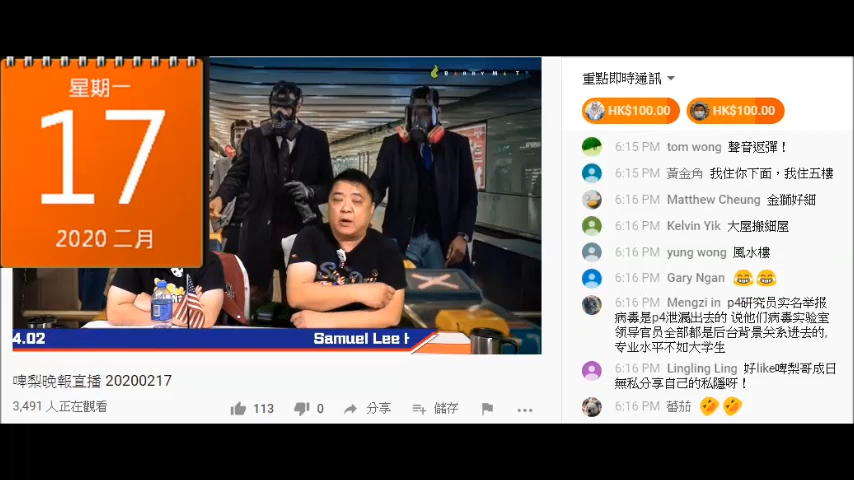 星期一
17
2020 二月
4.02
Samuel Lee
啤梨晚報直播 20200217
3,491 人正在觀看
113
0
分享
儲存
重點即時通訊
HK$100.00
HK$100.00
6:15 PM tom wong 聲音返彈！
6:15 PM 黃金角 我住你下面，我住五樓
6:16 PM Matthew Cheung 金獅好細
6:16 PM Kelvin Yik 大屋搬細屋
6:16 PM yung wong 風水樓
6:16 PM Gary Ngan
6:16 PM Mengzi in p4研究员实名举报
病毒是p4泄漏出去的 说他们病毒实验室
领导官员全部都是后台背景关系进去的,
专业水平不如大学生
6:16 PM Lingling Ling 好like啤梨哥成日
無私分享自己的私隱呀！
6:16 PM 蕃茄